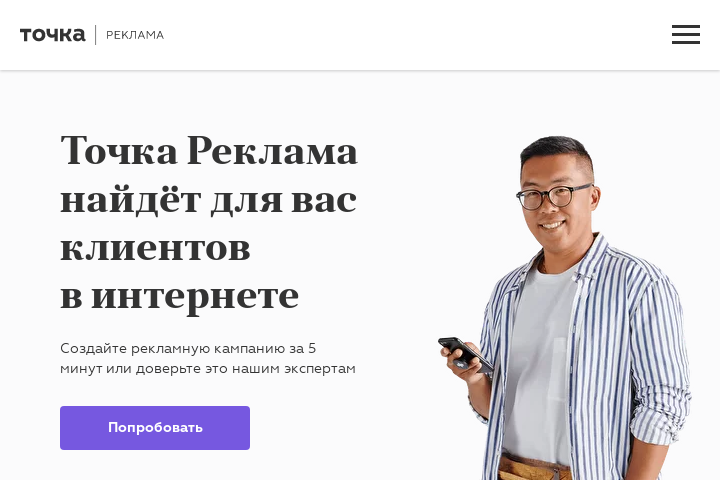 точка | РЕКЛАМА
Точка Реклама
найдёт для вас
клиентов
в интернете
Создайте рекламную кампанию за 5
минут или доверьте это нашим экспертам
Попробовать